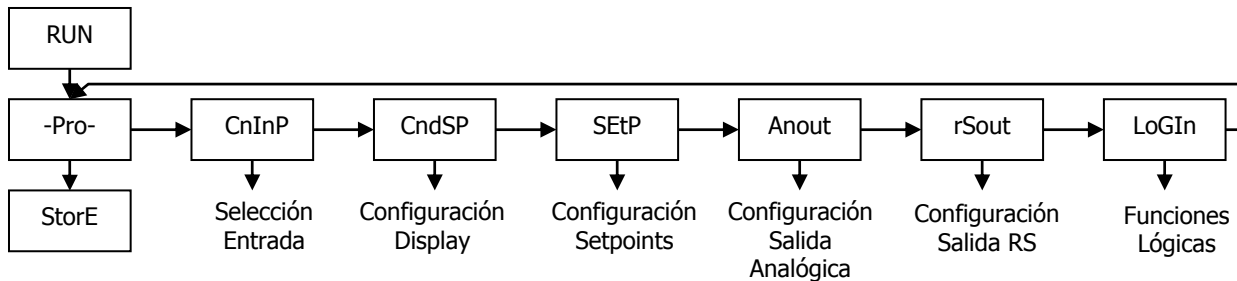 RUN
-Pro-
CnInP
CndSP
SEtP
Anout
rSout
LoGIn
StorE
Selección
Entrada
Configuración
Display
Configuración
Setpoints
Configuración
Salida
Analógica
Configuración
Salida RS
Funciones
Lógicas